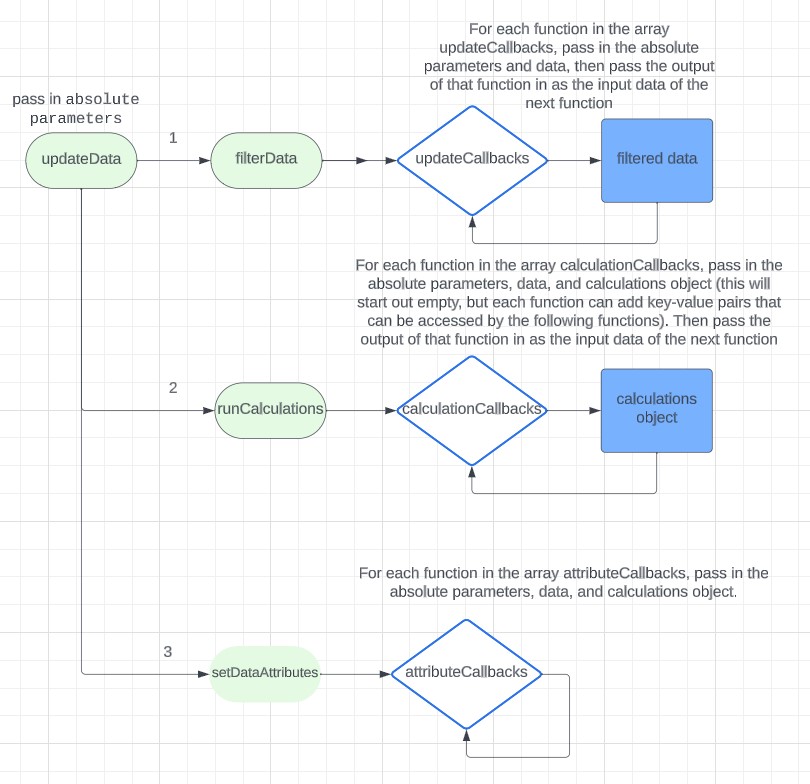 For each function in the array
updateCallbacks, pass in the absolute
parameters and data, then pass the output
of that function in as the input data of the
next function
pass in absolute
parameters
1
updateData
filterData
updateCallbacks
filtered data
For each function in the array calculationCallbacks, pass in the
absolute parameters, data, and calculations object (this will
start out empty, but each function can add key-value pairs that
can be accessed by the following functions). Then pass the
output of that function in as the input data of the next function
2
runCalculations
calculationCallbacks
calculations
object
For each function in the array attributeCallbacks, pass in the
absolute parameters, data, and calculations object.
3
setDataAttributes
attributeCallbacks